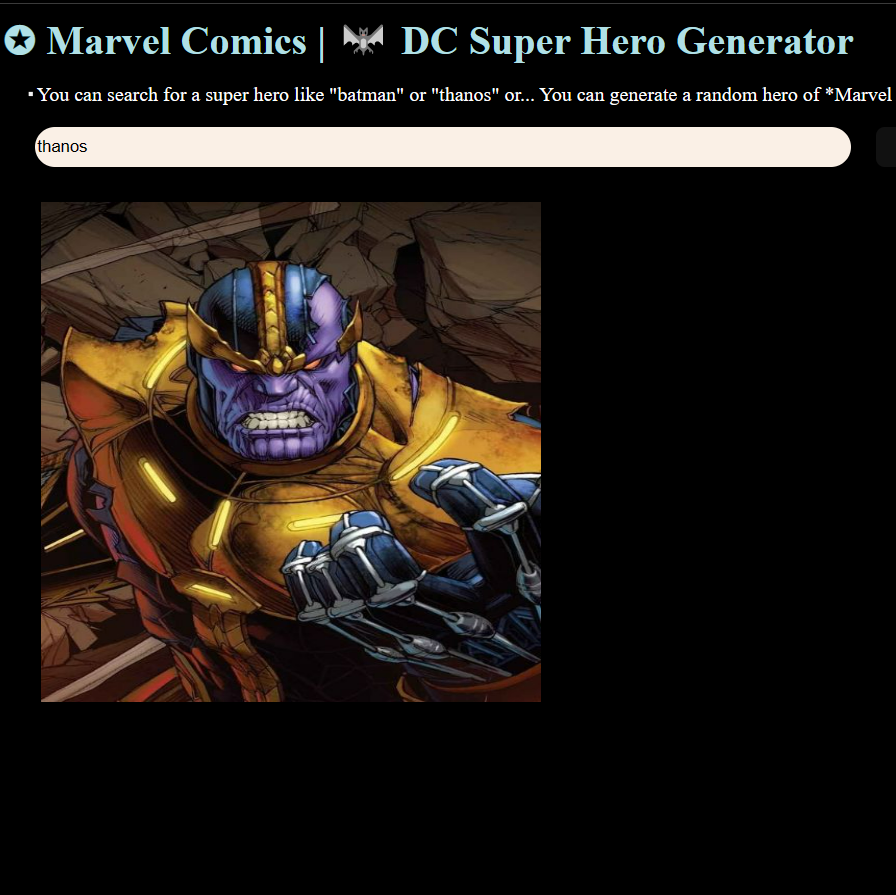 ✪ Marvel Comics | 🦇 DC Super Hero Generator
▪ You can search for a super hero like "batman" or "thanos" or... You can generate a random hero of *Marvel
thanos